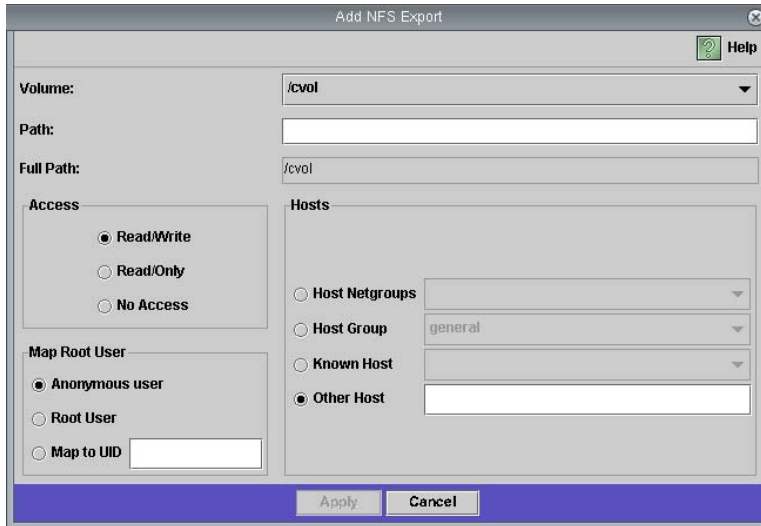 Add NFS Export
Help
Volume: /cvol
Path:
Full Path: /cvol
Access
Read/Write
Read/Only
No Access
Map Root User
Anonymous user
Root User
Map to UID
Hosts
Host Netgroups
Host Group general
Known Host
Other Host
Apply Cancel